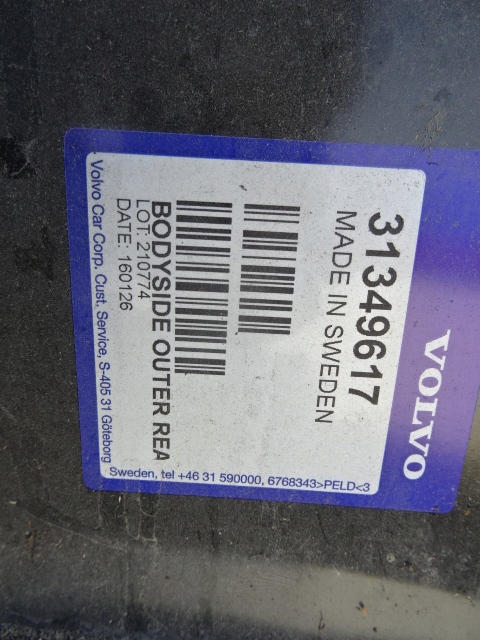 VOLVO
31349617
MADE IN SWEDEN
BODYSIDE OUTER REA
LOT: 210774
DATE: 160126
Volvo Car Corp. Cust. Service, S-405 31 Göteborg
Sweden, tel +46 31 590000, 6768343>PELD<3